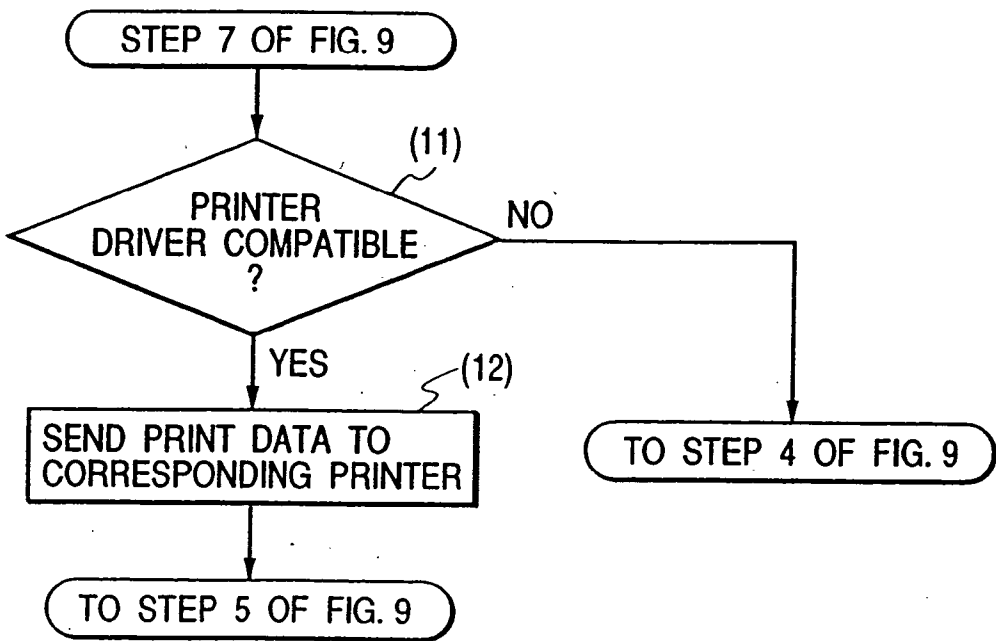 STEP 7 OF FIG. 9
(11)
PRINTER
DRIVER COMPATIBLE
?
NO
YES
(12)
SEND PRINT DATA TO
CORRESPONDING PRINTER
TO STEP 4 OF FIG. 9
TO STEP 5 OF FIG. 9